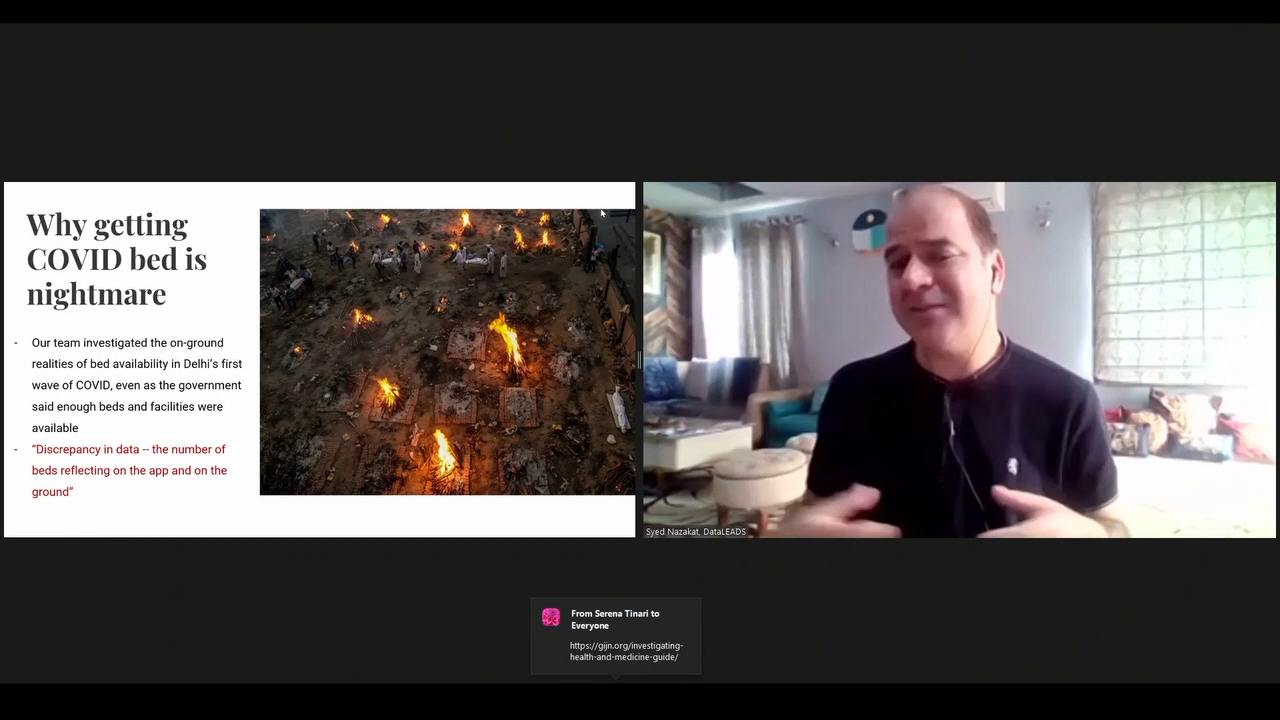 Why getting
COVID bed is
nightmare
- Our team investigated the on-ground
realities of bed availability in Delhi’s first
wave of COVID, even as the government
said enough beds and facilities were
available
- “Discrepancy in data -- the number of
beds reflecting on the app and on the
ground”
Syed Nazakat, DataLEADS
From Serena Tinari to
Everyone
https://gijn.org/investigating-
health-and-medicine-guide/